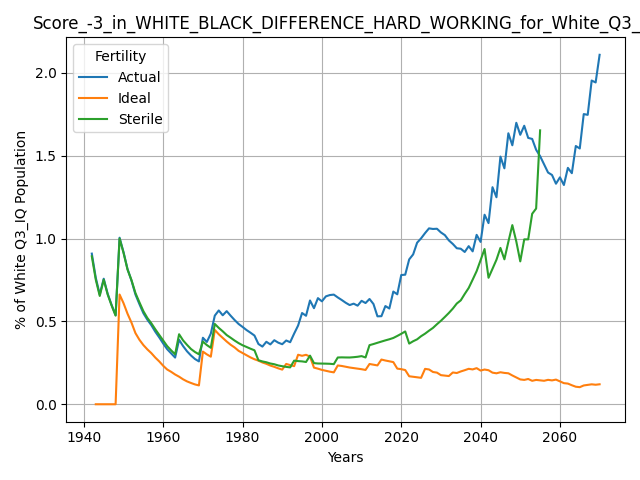 Score_-3_in_WHITE_BLACK_DIFFERENCE_HARD_WORKING_for_White_Q3_
Fertility
Actual
Ideal
Sterile
% of White Q3_IQ Population
2.0
1.5
1.0
0.5
0.0
1940 1960 1980 2000 2020 2040 2060
Years